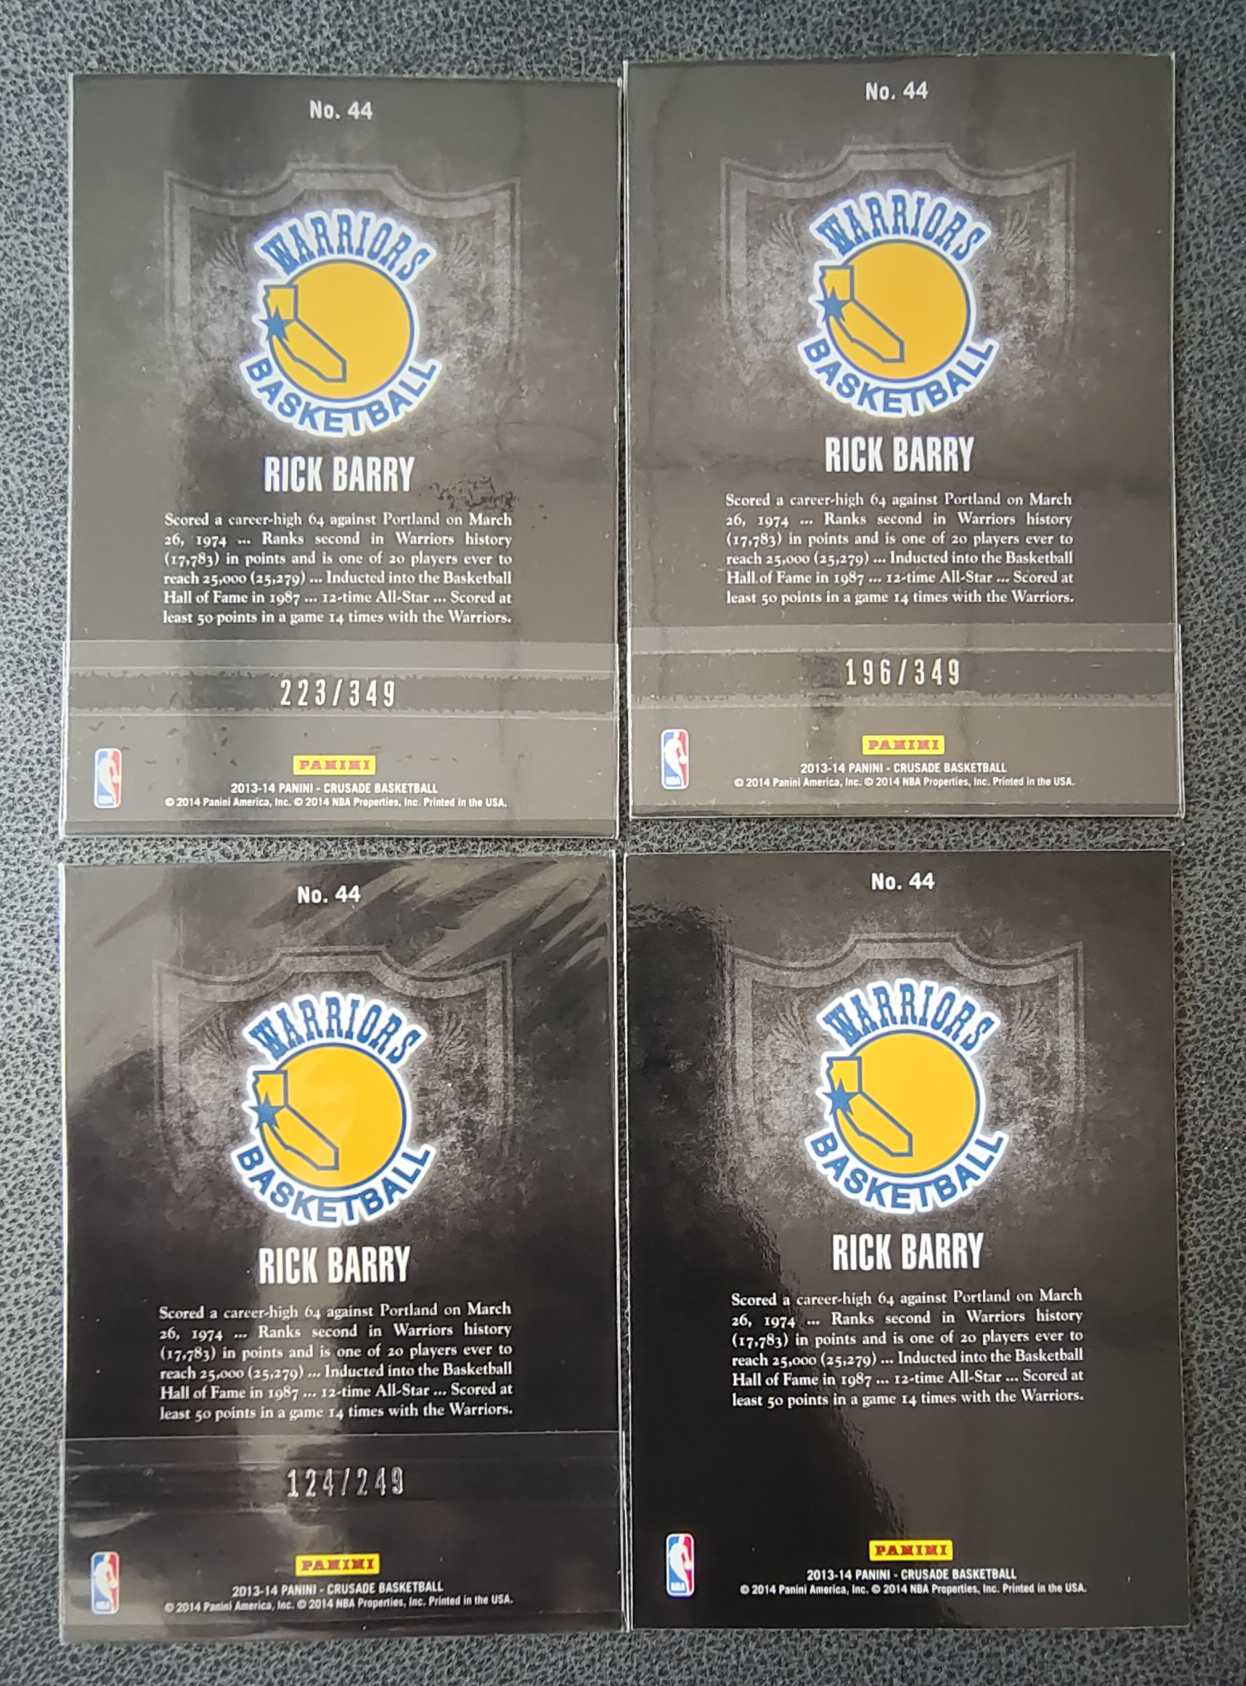 No. 44
WARRIORS
BASKETBALL
RICK BARRY
Scored a career-high 64 against Portland on March
26, 1974 ... Ranks second in Warriors history
(17,783) in points and is one of 20 players ever to
reach 25,000 (25,279) ... Inducted into the Basketball
Hall of Fame in 1987 ... 12-time All-Star ... Scored at
least 50 points in a game 14 times with the Warriors.
223/349
NBA
PANINI
2013-14 PANINI - CRUSADE BASKETBALL
© 2014 Panini America, Inc. © 2014 NBA Properties, Inc. Printed in the USA.
No. 44
WARRIORS
BASKETBALL
RICK BARRY
Scored a career-high 64 against Portland on March
26, 1974 ... Ranks second in Warriors history
(17,783) in points and is one of 20 players ever to
reach 25,000 (25,279) ... Inducted into the Basketball
Hall of Fame in 1987 ... 12-time All-Star ... Scored at
least 50 points in a game 14 times with the Warriors.
196/349
NBA
PANINI
2013-14 PANINI - CRUSADE BASKETBALL
© 2014 Panini America, Inc. © 2014 NBA Properties, Inc. Printed in the USA.
No. 44
WARRIORS
BASKETBALL
RICK BARRY
Scored a career-high 64 against Portland on March
26, 1974 ... Ranks second in Warriors history
(17,783) in points and is one of 20 players ever to
reach 25,000 (25,279) ... Inducted into the Basketball
Hall of Fame in 1987 ... 12-time All-Star ... Scored at
least 50 points in a game 14 times with the Warriors.
124/249
NBA
PANINI
2013-14 PANINI - CRUSADE BASKETBALL
© 2014 Panini America, Inc. © 2014 NBA Properties, Inc. Printed in the USA.
No. 44
WARRIORS
BASKETBALL
RICK BARRY
Scored a career-high 64 against Portland on March
26, 1974 ... Ranks second in Warriors history
(17,783) in points and is one of 20 players ever to
reach 25,000 (25,279) ... Inducted into the Basketball
Hall of Fame in 1987 ... 12-time All-Star ... Scored at
least 50 points in a game 14 times with the Warriors.
NBA
PANINI
2013-14 PANINI - CRUSADE BASKETBALL
© 2014 Panini America, Inc. © 2014 NBA Properties, Inc. Printed in the USA.